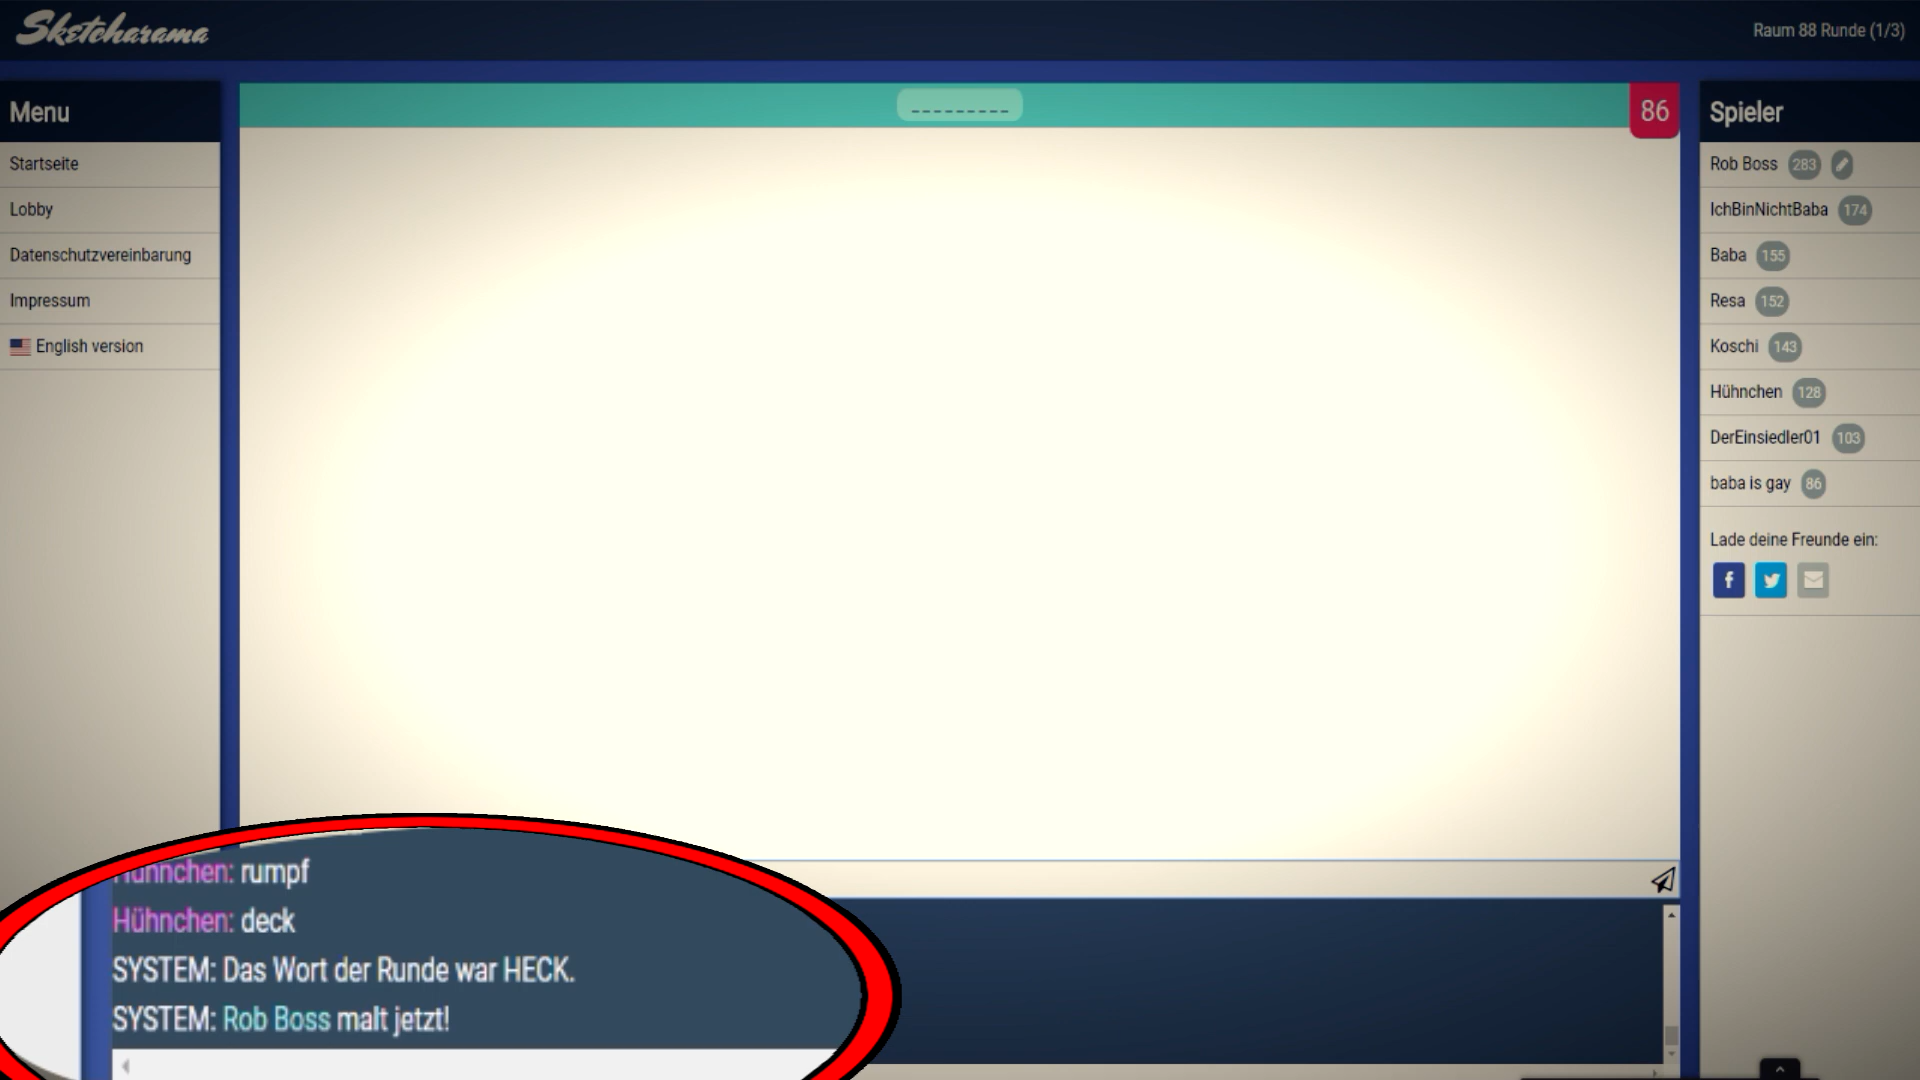 Sketcharama
Raum 88 Runde (1/3)
Menu
Startseite
Lobby
Datenschutzvereinbarung
Impressum
English version
_________
86
Spieler
Rob Boss 283
IchBinNichtBaba 174
Baba 155
Resa 152
Koschi 143
Hühnchen 128
DerEinsiedler01 103
baba is gay 86
Lade deine Freunde ein:
Hühnchen: rumpf
Hühnchen: deck
SYSTEM: Das Wort der Runde war HECK.
SYSTEM: Rob Boss malt jetzt!